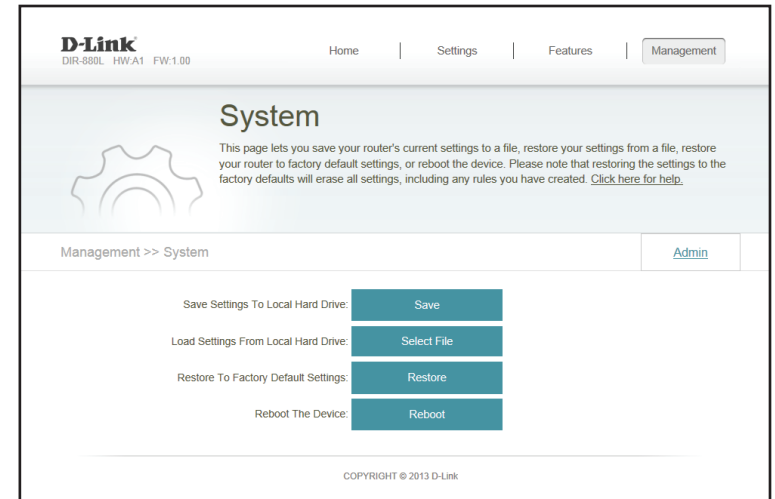 D-Link
DIR-880L HW:A1 FW:1.00
Home
Settings
Features
Management
System
This page lets you save your router's current settings to a file, restore your settings from a file, restore
your router to factory default settings, or reboot the device. Please note that restoring the settings to the
factory defaults will erase all settings, including any rules you have created. Click here for help.
Management >> System
Admin
Save Settings To Local Hard Drive: Save
Load Settings From Local Hard Drive: Select File
Restore To Factory Default Settings: Restore
Reboot The Device: Reboot
COPYRIGHT © 2013 D-Link